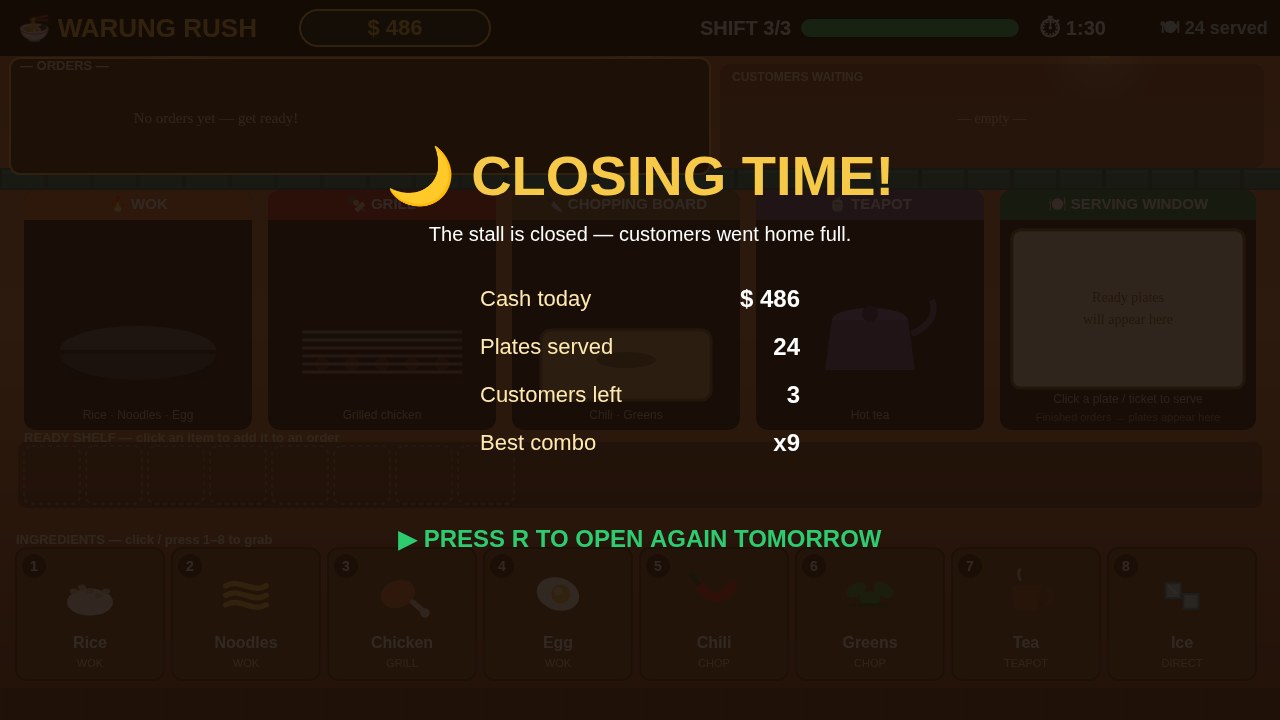 WARUNG RUSH
$ 486
SHIFT 3/3
1:30
24 served
— ORDERS —
No orders yet — get ready!
CUSTOMERS WAITING
— empty —
CLOSING TIME!
The stall is closed — customers went home full.
WOK
GRILL
CHOPPING BOARD
TEAPOT
SERVING WINDOW
Cash today $ 486
Plates served 24
Customers left 3
Best combo x9
Ready plates
will appear here
Rice · Noodles · Egg
Grilled chicken
Chili · Greens
Hot tea
Click a plate / ticket to serve
Finished orders → plates appear here
READY SHELF — click an item to add it to an order
▶ PRESS R TO OPEN AGAIN TOMORROW
INGREDIENTS — click / press 1–8 to grab
1 Rice WOK
2 Noodles WOK
3 Chicken GRILL
4 Egg WOK
5 Chili CHOP
6 Greens CHOP
7 Tea TEAPOT
8 Ice DIRECT